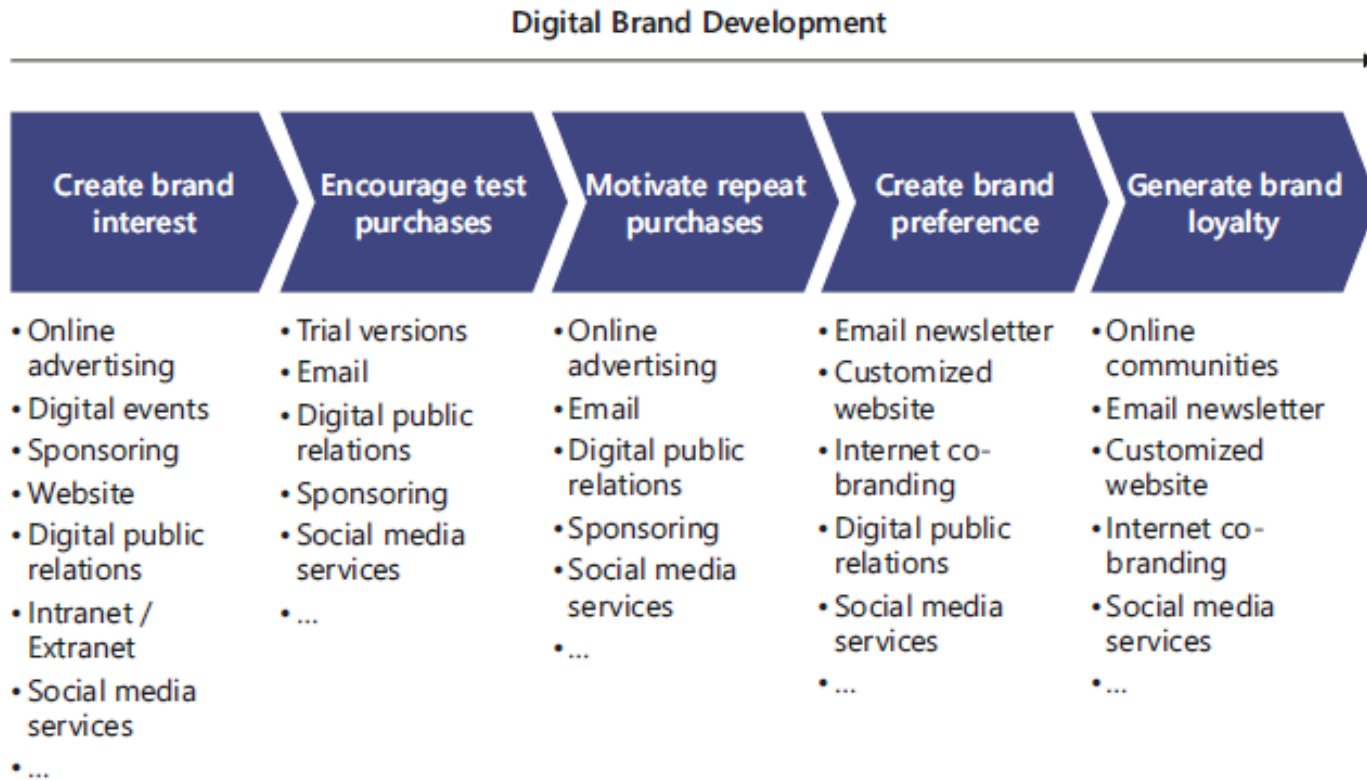 Digital Brand Development
Create brand
interest
Encourage test
purchases
Motivate repeat
purchases
Create brand
preference
Generate brand
loyalty
• Online
advertising
• Digital events
• Sponsoring
• Website
• Digital public
relations
• Intranet /
Extranet
• Social media
services
• ...
• Trial versions
• Email
• Digital public
relations
• Sponsoring
• Social media
services
• ...
• Online
advertising
• Email
• Digital public
relations
• Sponsoring
• Social media
services
• ...
• Email newsletter
• Customized
website
• Internet co-
branding
• Digital public
relations
• Social media
services
• ...
• Online
communities
• Email newsletter
• Customized
website
• Internet co-
branding
• Social media
services
• ...